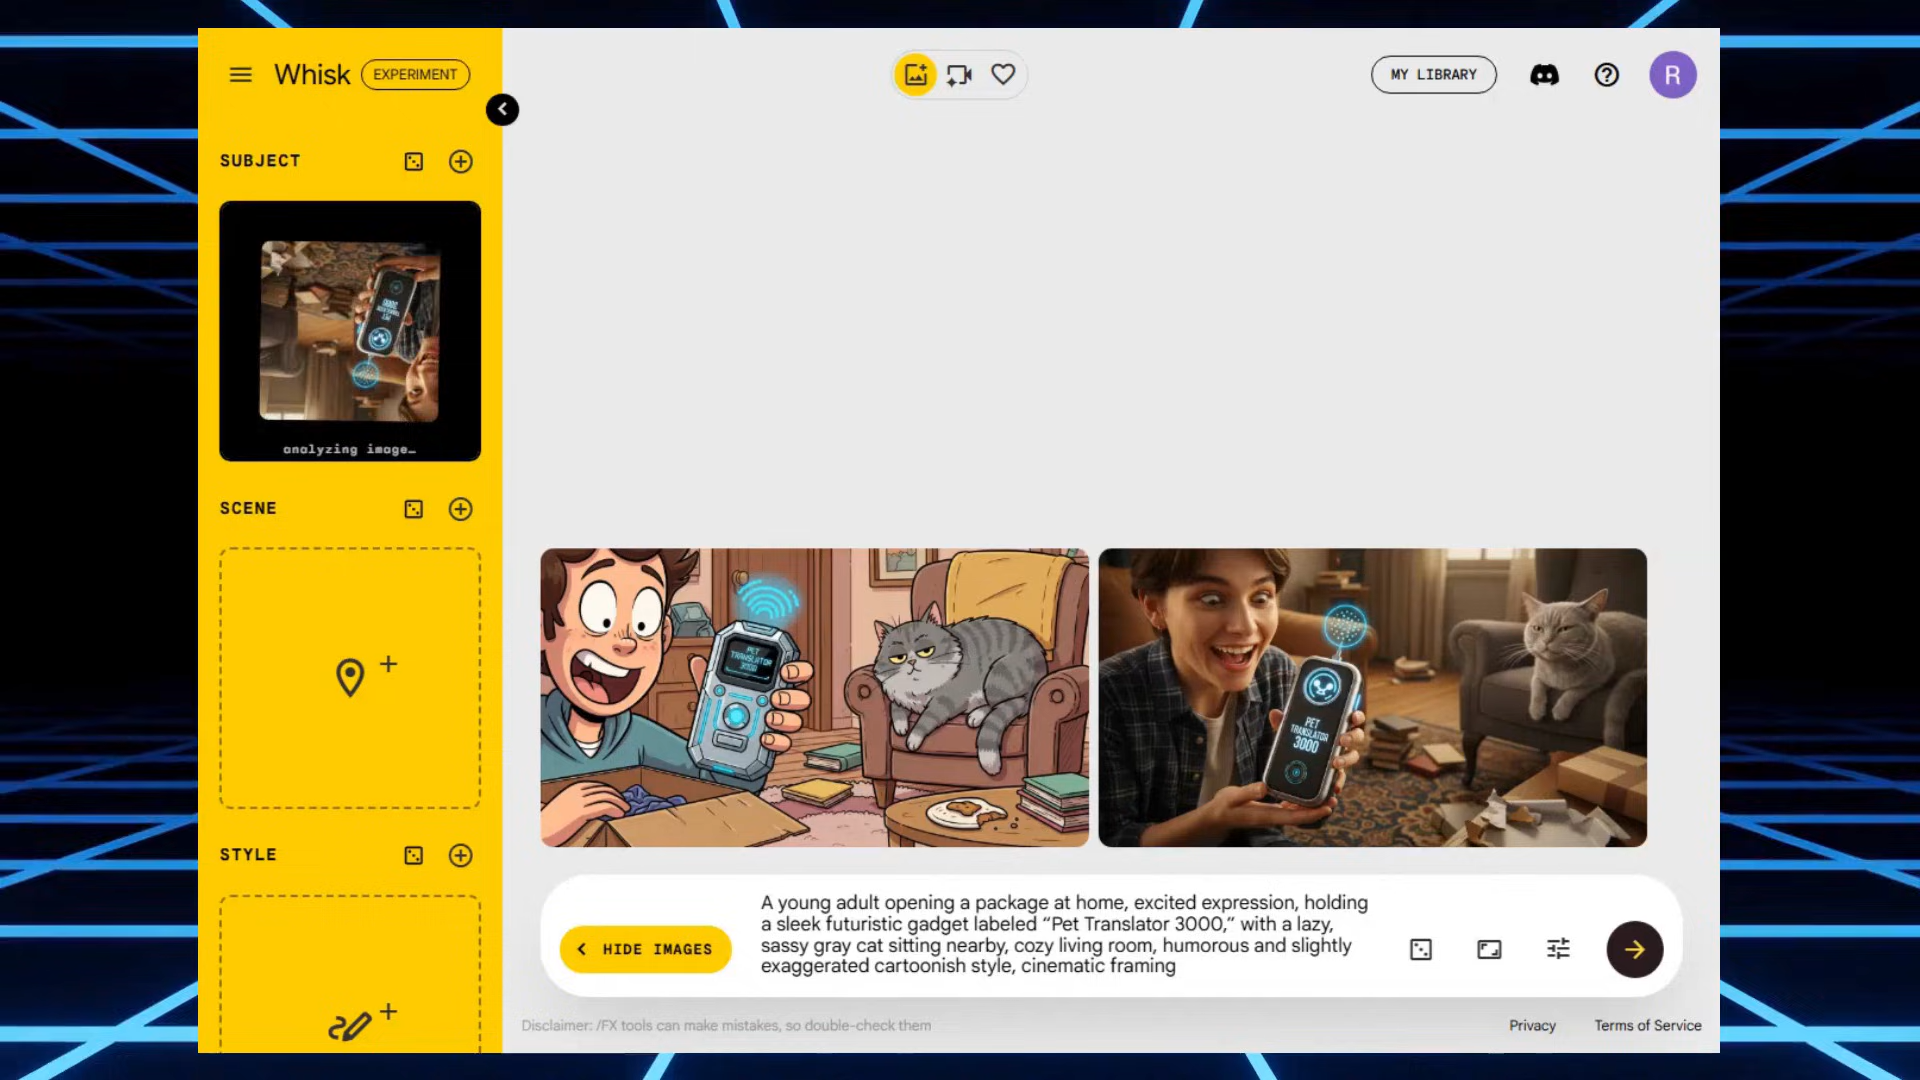 Whisk EXPERIMENT
MY LIBRARY
R
SUBJECT
analyzing image…
SCENE
STYLE
PET
TRANSLATOR
3000
PET
TRANSLATOR
3000
HIDE IMAGES
A young adult opening a package at home, excited expression, holding
a sleek futuristic gadget labeled “Pet Translator 3000,” with a lazy,
sassy gray cat sitting nearby, cozy living room, humorous and slightly
exaggerated cartoonish style, cinematic framing
Disclaimer: /FX tools can make mistakes, so double-check them
Privacy
Terms of Service